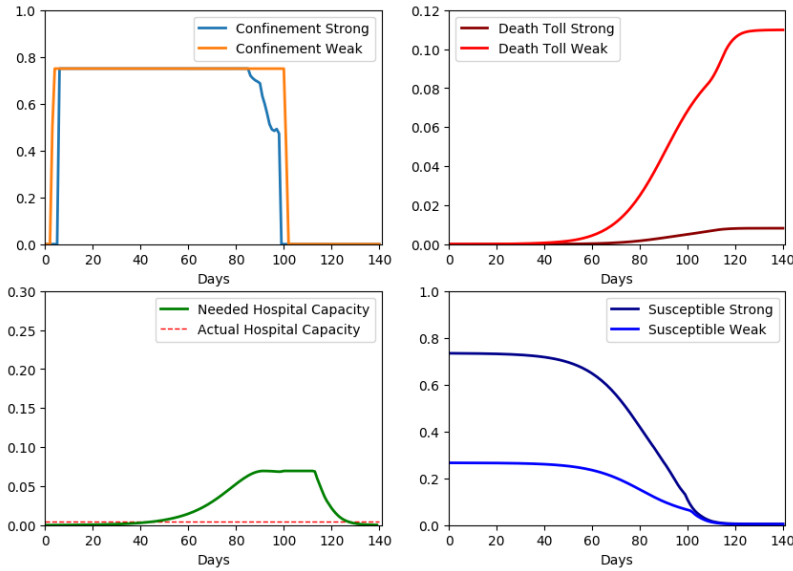 Confinement Strong
Confinement Weak
1.0
0.8
0.6
0.4
0.2
0.0
0 20 40 60 80 100 120 140
Days
Death Toll Strong
Death Toll Weak
0.12
0.10
0.08
0.06
0.04
0.02
0.00
0 20 40 60 80 100 120 140
Days
Needed Hospital Capacity
Actual Hospital Capacity
0.30
0.25
0.20
0.15
0.10
0.05
0.00
0 20 40 60 80 100 120 140
Days
Susceptible Strong
Susceptible Weak
1.0
0.8
0.6
0.4
0.2
0.0
0 20 40 60 80 100 120 140
Days